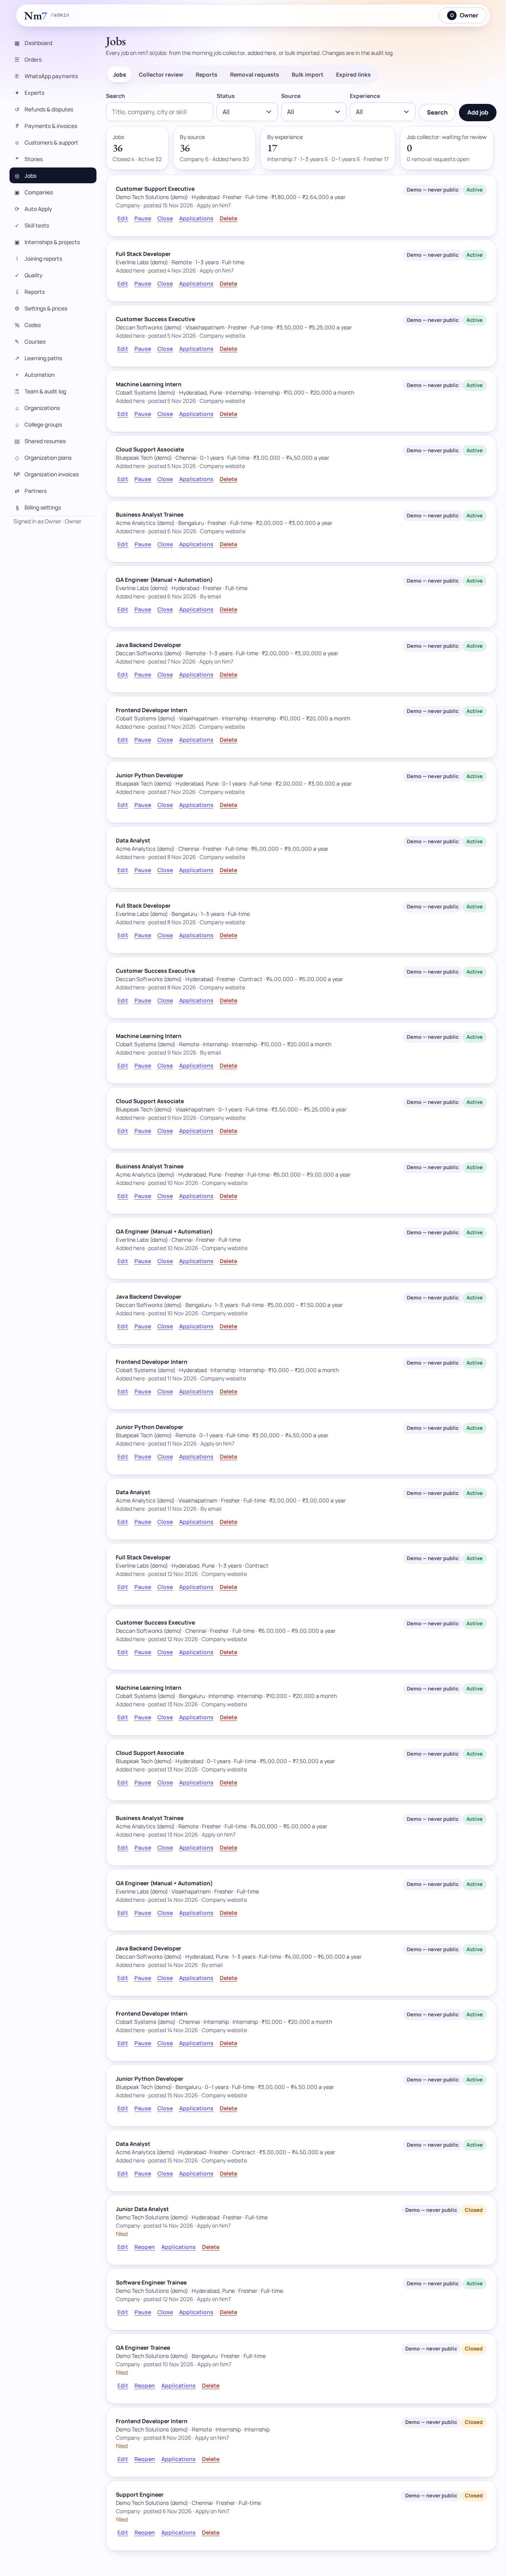 Nm7 /admin
O Owner
Dashboard
Orders
WhatsApp payments
Experts
Refunds & disputes
Payments & invoices
Customers & support
Stories
Jobs
Companies
Auto Apply
Skill tests
Internships & projects
Joining reports
Quality
Reports
Settings & prices
Codes
Courses
Learning paths
Automation
Team & audit log
Organizations
College groups
Shared resumes
Organization plans
Organization invoices
Partners
Billing settings
Signed in as Owner · Owner
Jobs
Every job on nm7.si/jobs: from the morning job collector, added here, or bulk imported. Changes are in the audit log.
Jobs Collector review Reports Removal requests Bulk import Expired links
Search Status Source Experience
Title, company, city or skill All All All Search Add job
Jobs
36
Closed 4 · Active 32
By source
36
Company 6 · Added here 30
By experience
17
Internship 7 · 1–3 years 6 · 0–1 years 6 · Fresher 17
Job collector: waiting for review
0
0 removal requests open
Customer Support Executive Demo — never public Active
Demo Tech Solutions (demo) · Hyderabad · Fresher · Full-time · ₹1,80,000 – ₹2,64,000 a year
Company · posted 15 Nov 2026 · Apply on Nm7
Edit Pause Close Applications Delete
Full Stack Developer Demo — never public Active
Everline Labs (demo) · Remote · 1–3 years · Full-time
Added here · posted 4 Nov 2026 · Apply on Nm7
Edit Pause Close Applications Delete
Customer Success Executive Demo — never public Active
Deccan Softworks (demo) · Visakhapatnam · Fresher · Full-time · ₹3,50,000 – ₹5,25,000 a year
Added here · posted 5 Nov 2026 · Company website
Edit Pause Close Applications Delete
Machine Learning Intern Demo — never public Active
Cobalt Systems (demo) · Hyderabad, Pune · Internship · Internship · ₹10,000 – ₹20,000 a month
Added here · posted 5 Nov 2026 · Company website
Edit Pause Close Applications Delete
Cloud Support Associate Demo — never public Active
Bluepeak Tech (demo) · Chennai · 0–1 years · Full-time · ₹3,00,000 – ₹4,50,000 a year
Added here · posted 5 Nov 2026 · Company website
Edit Pause Close Applications Delete
Business Analyst Trainee Demo — never public Active
Acme Analytics (demo) · Bengaluru · Fresher · Full-time · ₹2,00,000 – ₹3,00,000 a year
Added here · posted 6 Nov 2026 · Company website
Edit Pause Close Applications Delete
QA Engineer (Manual + Automation) Demo — never public Active
Everline Labs (demo) · Hyderabad · Fresher · Full-time
Added here · posted 6 Nov 2026 · By email
Edit Pause Close Applications Delete
Java Backend Developer Demo — never public Active
Deccan Softworks (demo) · Remote · 1–3 years · Full-time · ₹2,00,000 – ₹3,00,000 a year
Added here · posted 7 Nov 2026 · Apply on Nm7
Edit Pause Close Applications Delete
Frontend Developer Intern Demo — never public Active
Cobalt Systems (demo) · Visakhapatnam · Internship · Internship · ₹10,000 – ₹20,000 a month
Added here · posted 7 Nov 2026 · Company website
Edit Pause Close Applications Delete
Junior Python Developer Demo — never public Active
Bluepeak Tech (demo) · Hyderabad, Pune · 0–1 years · Full-time · ₹2,00,000 – ₹3,00,000 a year
Added here · posted 7 Nov 2026 · Company website
Edit Pause Close Applications Delete
Data Analyst Demo — never public Active
Acme Analytics (demo) · Chennai · Fresher · Full-time · ₹6,00,000 – ₹9,00,000 a year
Added here · posted 8 Nov 2026 · Company website
Edit Pause Close Applications Delete
Full Stack Developer Demo — never public Active
Everline Labs (demo) · Bengaluru · 1–3 years · Full-time
Added here · posted 8 Nov 2026 · Company website
Edit Pause Close Applications Delete
Customer Success Executive Demo — never public Active
Deccan Softworks (demo) · Hyderabad · Fresher · Contract · ₹4,00,000 – ₹6,00,000 a year
Added here · posted 8 Nov 2026 · Company website
Edit Pause Close Applications Delete
Machine Learning Intern Demo — never public Active
Cobalt Systems (demo) · Remote · Internship · Internship · ₹10,000 – ₹20,000 a month
Added here · posted 9 Nov 2026 · By email
Edit Pause Close Applications Delete
Cloud Support Associate Demo — never public Active
Bluepeak Tech (demo) · Visakhapatnam · 0–1 years · Full-time · ₹3,50,000 – ₹5,25,000 a year
Added here · posted 9 Nov 2026 · Company website
Edit Pause Close Applications Delete
Business Analyst Trainee Demo — never public Active
Acme Analytics (demo) · Hyderabad, Pune · Fresher · Full-time · ₹6,00,000 – ₹9,00,000 a year
Added here · posted 10 Nov 2026 · Company website
Edit Pause Close Applications Delete
QA Engineer (Manual + Automation) Demo — never public Active
Everline Labs (demo) · Chennai · Fresher · Full-time
Added here · posted 10 Nov 2026 · Company website
Edit Pause Close Applications Delete
Java Backend Developer Demo — never public Active
Deccan Softworks (demo) · Bengaluru · 1–3 years · Full-time · ₹5,00,000 – ₹7,50,000 a year
Added here · posted 10 Nov 2026 · Company website
Edit Pause Close Applications Delete
Frontend Developer Intern Demo — never public Active
Cobalt Systems (demo) · Hyderabad · Internship · Internship · ₹10,000 – ₹20,000 a month
Added here · posted 11 Nov 2026 · Company website
Edit Pause Close Applications Delete
Junior Python Developer Demo — never public Active
Bluepeak Tech (demo) · Remote · 0–1 years · Full-time · ₹3,00,000 – ₹4,50,000 a year
Added here · posted 11 Nov 2026 · Apply on Nm7
Edit Pause Close Applications Delete
Data Analyst Demo — never public Active
Acme Analytics (demo) · Visakhapatnam · Fresher · Full-time · ₹2,00,000 – ₹3,00,000 a year
Added here · posted 11 Nov 2026 · By email
Edit Pause Close Applications Delete
Full Stack Developer Demo — never public Active
Everline Labs (demo) · Hyderabad, Pune · 1–3 years · Contract
Added here · posted 12 Nov 2026 · Company website
Edit Pause Close Applications Delete
Customer Success Executive Demo — never public Active
Deccan Softworks (demo) · Chennai · Fresher · Full-time · ₹6,00,000 – ₹9,00,000 a year
Added here · posted 12 Nov 2026 · Company website
Edit Pause Close Applications Delete
Machine Learning Intern Demo — never public Active
Cobalt Systems (demo) · Bengaluru · Internship · Internship · ₹10,000 – ₹20,000 a month
Added here · posted 13 Nov 2026 · Company website
Edit Pause Close Applications Delete
Cloud Support Associate Demo — never public Active
Bluepeak Tech (demo) · Hyderabad · 0–1 years · Full-time · ₹5,00,000 – ₹7,50,000 a year
Added here · posted 13 Nov 2026 · Company website
Edit Pause Close Applications Delete
Business Analyst Trainee Demo — never public Active
Acme Analytics (demo) · Remote · Fresher · Full-time · ₹4,00,000 – ₹6,00,000 a year
Added here · posted 13 Nov 2026 · Apply on Nm7
Edit Pause Close Applications Delete
QA Engineer (Manual + Automation) Demo — never public Active
Everline Labs (demo) · Visakhapatnam · Fresher · Full-time
Added here · posted 14 Nov 2026 · Company website
Edit Pause Close Applications Delete
Java Backend Developer Demo — never public Active
Deccan Softworks (demo) · Hyderabad, Pune · 1–3 years · Full-time · ₹4,00,000 – ₹6,00,000 a year
Added here · posted 14 Nov 2026 · By email
Edit Pause Close Applications Delete
Frontend Developer Intern Demo — never public Active
Cobalt Systems (demo) · Chennai · Internship · Internship · ₹10,000 – ₹20,000 a month
Added here · posted 14 Nov 2026 · Company website
Edit Pause Close Applications Delete
Junior Python Developer Demo — never public Active
Bluepeak Tech (demo) · Bengaluru · 0–1 years · Full-time · ₹3,00,000 – ₹4,50,000 a year
Added here · posted 15 Nov 2026 · Company website
Edit Pause Close Applications Delete
Data Analyst Demo — never public Active
Acme Analytics (demo) · Hyderabad · Fresher · Contract · ₹3,00,000 – ₹4,50,000 a year
Added here · posted 15 Nov 2026 · Company website
Edit Pause Close Applications Delete
Junior Data Analyst Demo — never public Closed
Demo Tech Solutions (demo) · Hyderabad · Fresher · Full-time
Company · posted 14 Nov 2026 · Apply on Nm7
filled
Edit Reopen Applications Delete
Software Engineer Trainee Demo — never public Active
Demo Tech Solutions (demo) · Hyderabad, Pune · Fresher · Full-time
Company · posted 12 Nov 2026 · Apply on Nm7
Edit Pause Close Applications Delete
QA Engineer Trainee Demo — never public Closed
Demo Tech Solutions (demo) · Bengaluru · Fresher · Full-time
Company · posted 10 Nov 2026 · Apply on Nm7
filled
Edit Reopen Applications Delete
Frontend Developer Intern Demo — never public Closed
Demo Tech Solutions (demo) · Remote · Internship · Internship
Company · posted 8 Nov 2026 · Apply on Nm7
filled
Edit Reopen Applications Delete
Support Engineer Demo — never public Closed
Demo Tech Solutions (demo) · Chennai · Fresher · Full-time
Company · posted 6 Nov 2026 · Apply on Nm7
filled
Edit Reopen Applications Delete